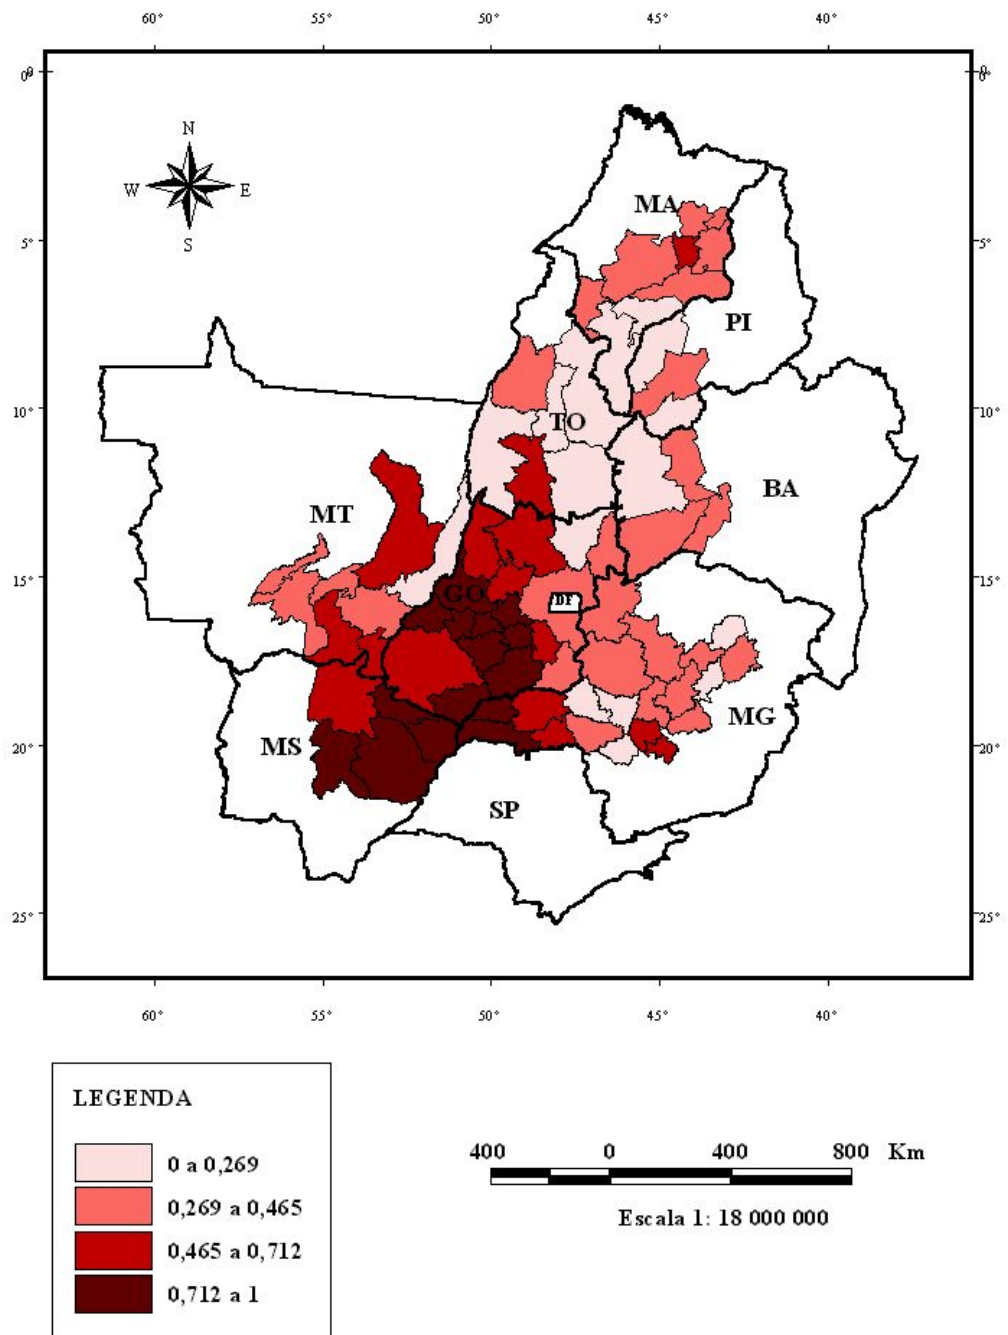 60° 55° 50° 45° 40°
0° 0°
N
W E
S
MA
5° 5°
PI
10° 10°
TO
BA
MT
15° 15°
GO DF
MG
MS
20° 20°
SP
25° 25°
60° 55° 50° 45° 40°
LEGENDA
0 a 0,269
0,269 a 0,465
0,465 a 0,712
0,712 a 1
400 0 400 800 Km
Escala 1: 18 000 000